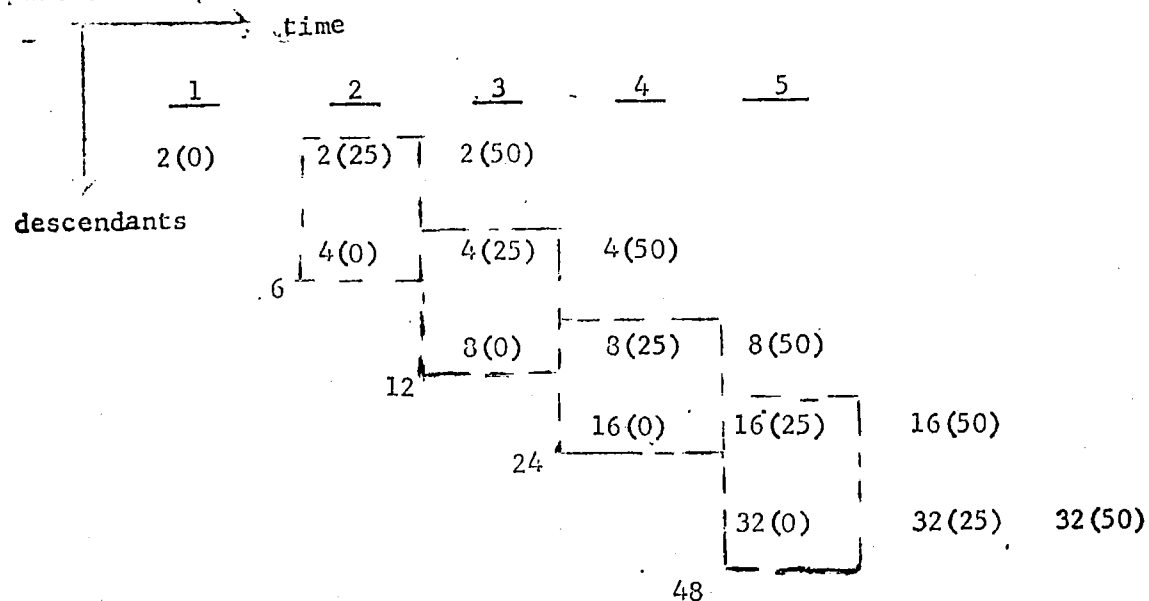 time
1 2 3 4 5
2(0) 2(25) 2(50)
descendants
4(0) 4(25) 4(50)
6
8(0) 8(25) 8(50)
12
16(0) 16(25) 16(50)
24
32(0) 32(25) 32(50)
48